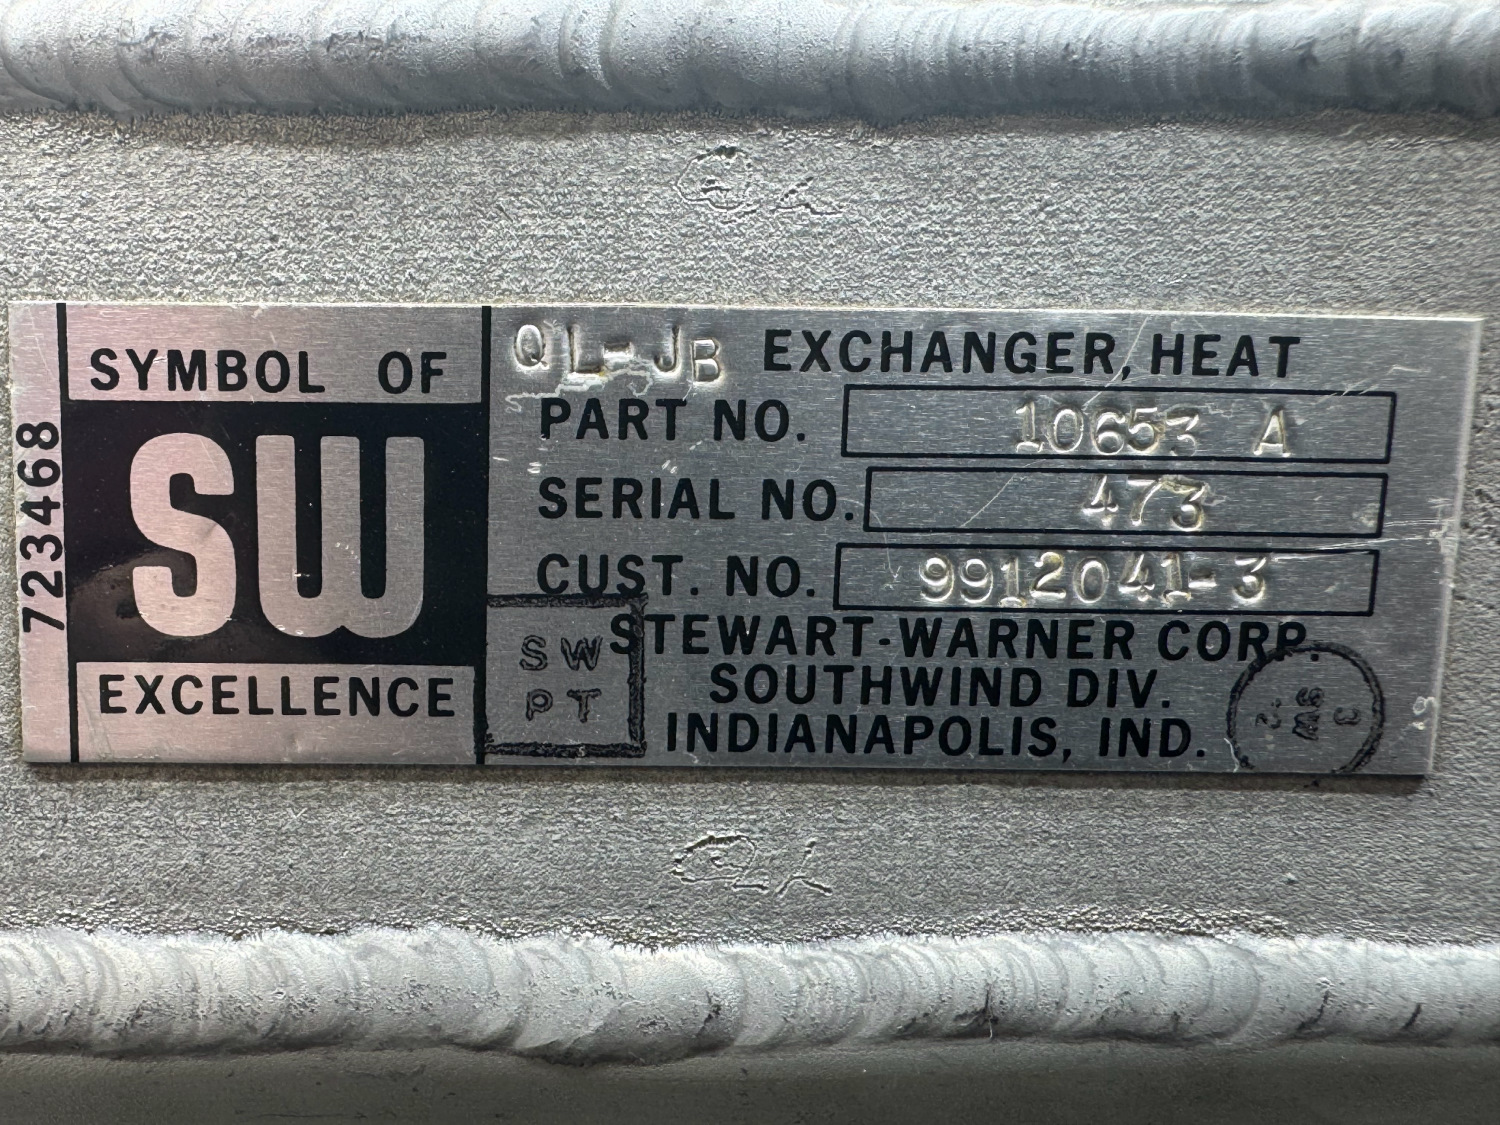 723468
SYMBOL OF
SW
EXCELLENCE
QL-JB EXCHANGER, HEAT
PART NO. 10653 A
SERIAL NO. 473
CUST. NO. 9912041-3
STEWART-WARNER CORP.
SOUTHWIND DIV.
INDIANAPOLIS, IND.
SW
PT